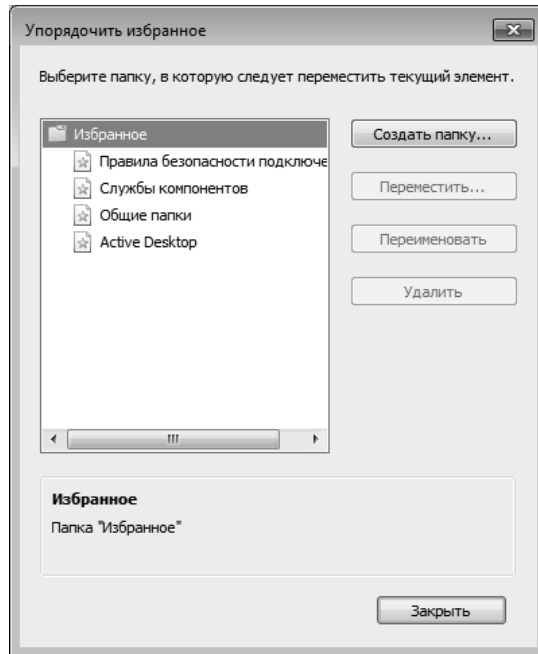 Упорядочить избранное
Выберите папку, в которую следует переместить текущий элемент.
Избранное
Правила безопасности подключе
Службы компонентов
Общие папки
Active Desktop
Создать папку...
Переместить...
Переименовать
Удалить
Избранное
Папка "Избранное"
Закрыть